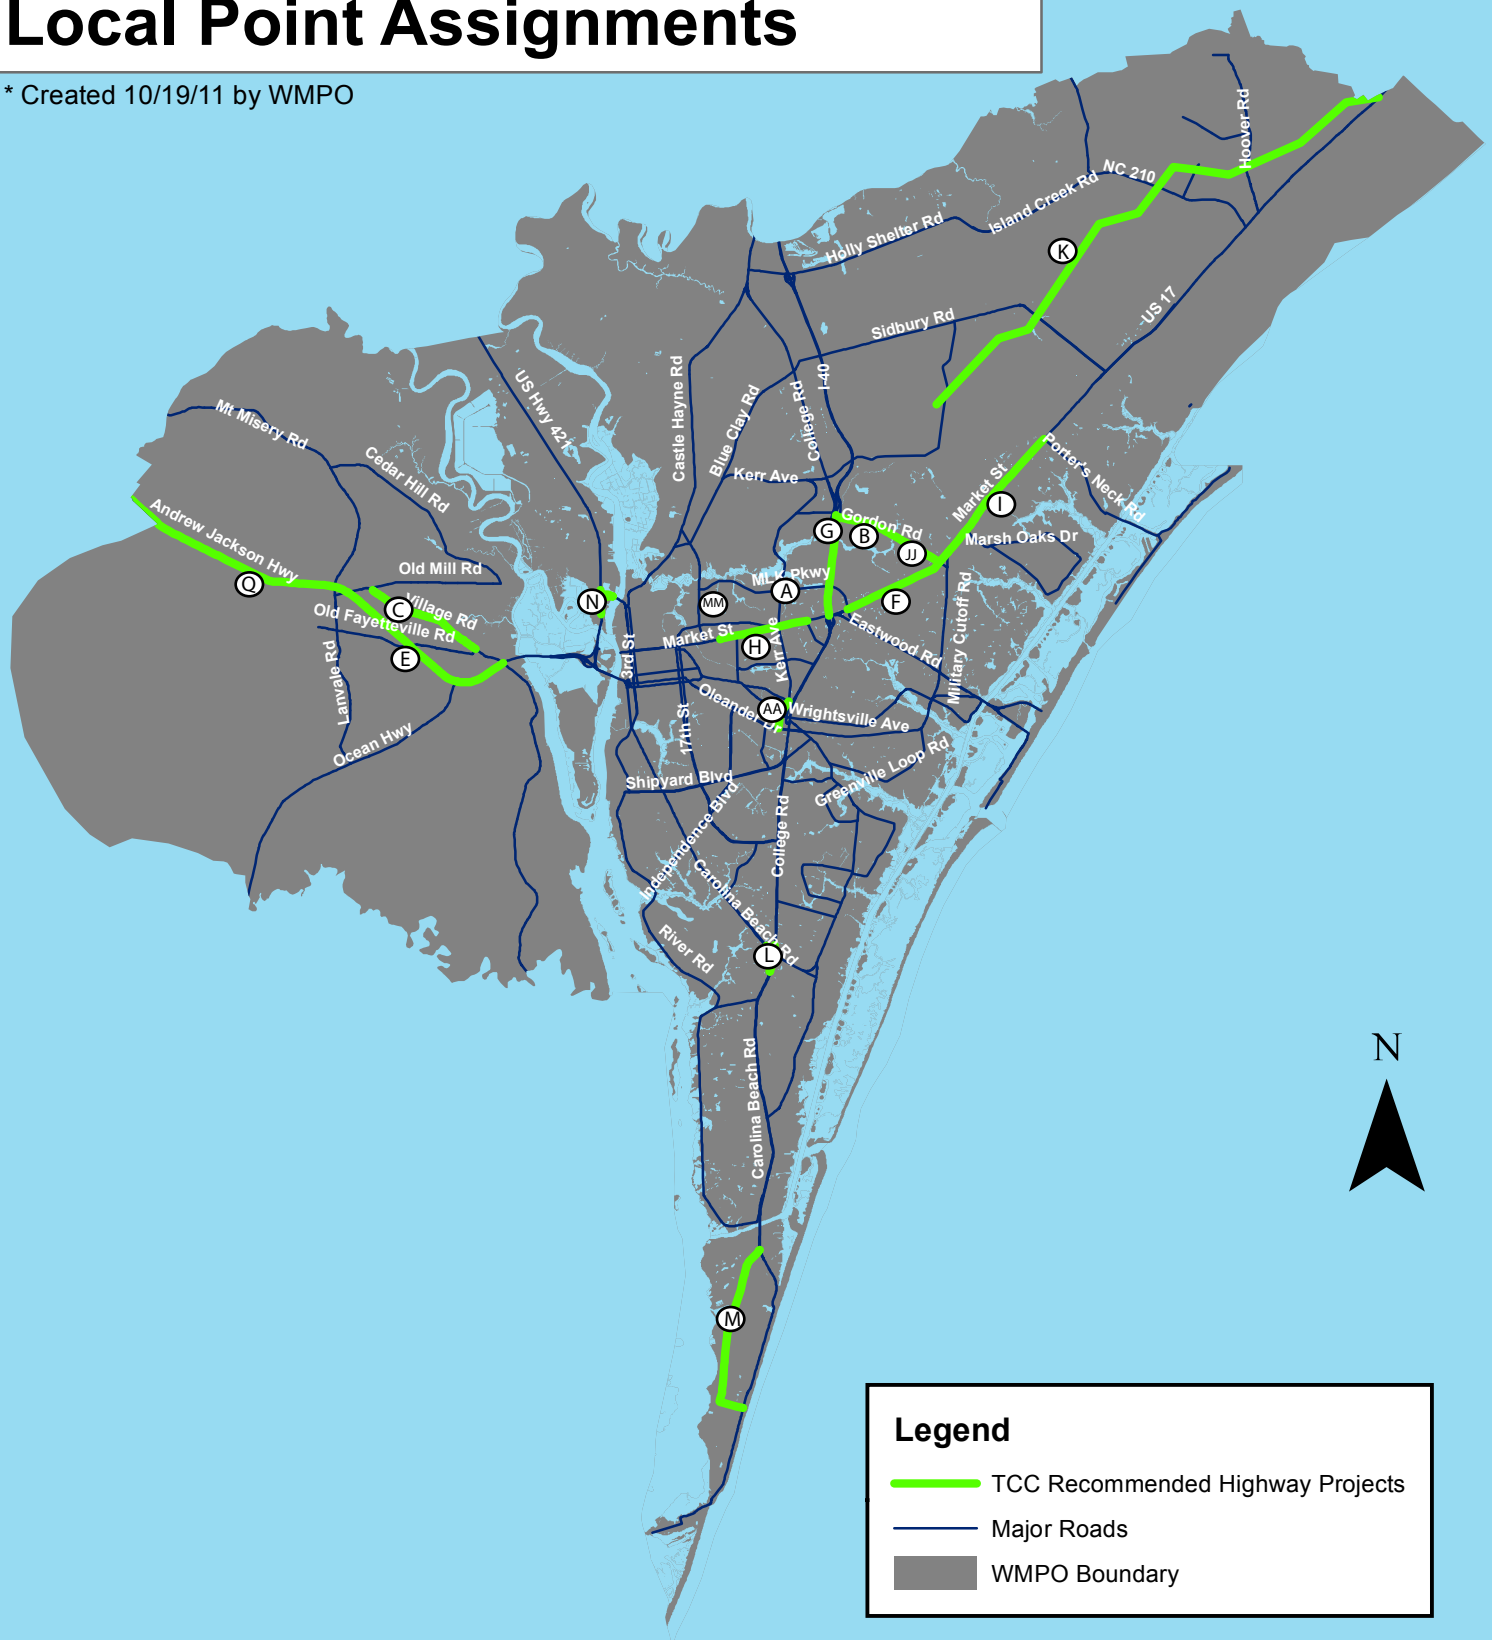 Local Point Assignments
* Created 10/19/11 by WMPO
Hoover Rd
NC 210
Island Creek Rd
Holly Shelter Rd
K
US 17
Sidbury Rd
I-40
US Hwy 421
Castle Hayne Rd
Blue Clay Rd
College Rd
Mt Misery Rd
Cedar Hill Rd
Kerr Ave
Porter's Neck Rd
Market St
I
Andrew Jackson Hwy
Gordon Rd
G
B
JJ
Marsh Oaks Dr
Old Mill Rd
Q
MLK Pkwy
A
N
MM
C
Village Rd
F
Old Fayetteville Rd
E
Market St
H
Kerr Ave
Eastwood Rd
Military Cutoff Rd
3rd St
Lanvale Rd
Oleander Dr
AA
Wrightsville Ave
17th St
Ocean Hwy
Greenville Loop Rd
Shipyard Blvd
Independence Blvd
College Rd
Carolina Beach Rd
River Rd
L
Carolina Beach Rd
N
M
Legend
TCC Recommended Highway Projects
Major Roads
WMPO Boundary